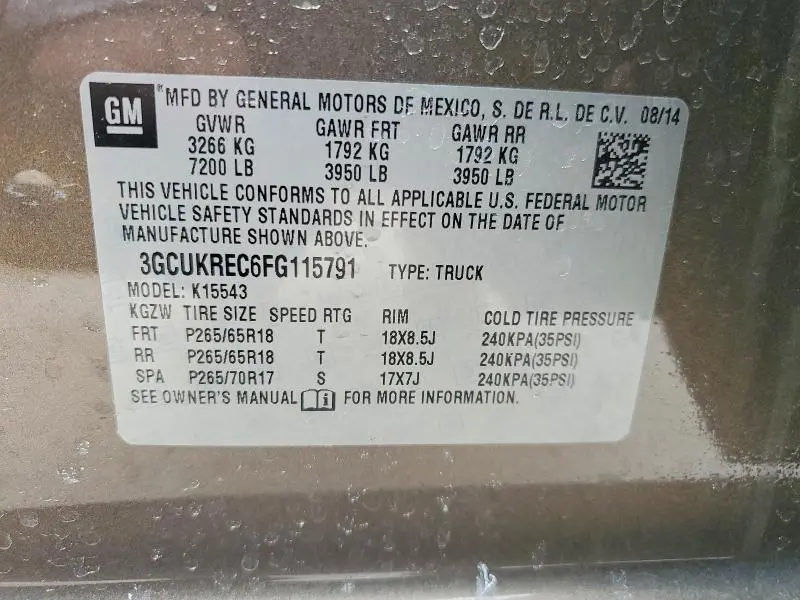 GM
®MFD BY GENERAL MOTORS DE MEXICO, S. DE R.L. DE C.V. 08/14
GVWR GAWR FRT GAWR RR
3266 KG 1792 KG 1792 KG
7200 LB 3950 LB 3950 LB
THIS VEHICLE CONFORMS TO ALL APPLICABLE U.S. FEDERAL MOTOR
VEHICLE SAFETY STANDARDS IN EFFECT ON THE DATE OF
MANUFACTURE SHOWN ABOVE.
3GCUKREC6FG115791 TYPE: TRUCK
MODEL: K15543
KGZW TIRE SIZE SPEED RTG RIM COLD TIRE PRESSURE
FRT P265/65R18 T 18X8.5J 240KPA(35PSI)
RR P265/65R18 T 18X8.5J 240KPA(35PSI)
SPA P265/70R17 S 17X7J 240KPA(35PSI)
SEE OWNER'S MANUAL FOR MORE INFORMATION.